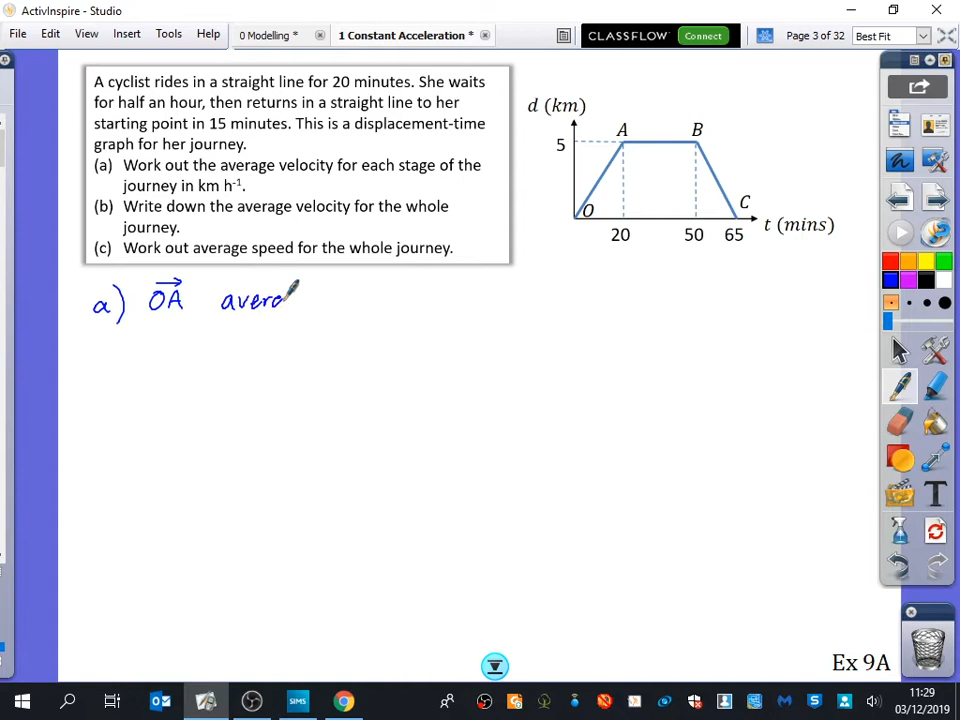 ActivInspire - Studio
File Edit View Insert Tools Help
0 Modelling *
1 Constant Acceleration *
CLASSFLOW Connect
Page 3 of 32
Best Fit
A cyclist rides in a straight line for 20 minutes. She waits
for half an hour, then returns in a straight line to her
starting point in 15 minutes. This is a displacement-time
graph for her journey.
(a) Work out the average velocity for each stage of the
journey in km h⁻¹.
(b) Write down the average velocity for the whole
journey.
(c) Work out average speed for the whole journey.
d (km)
A B
5
O C
t (mins)
20 50 65
a) OA avera
Ex 9A
11:29
03/12/2019